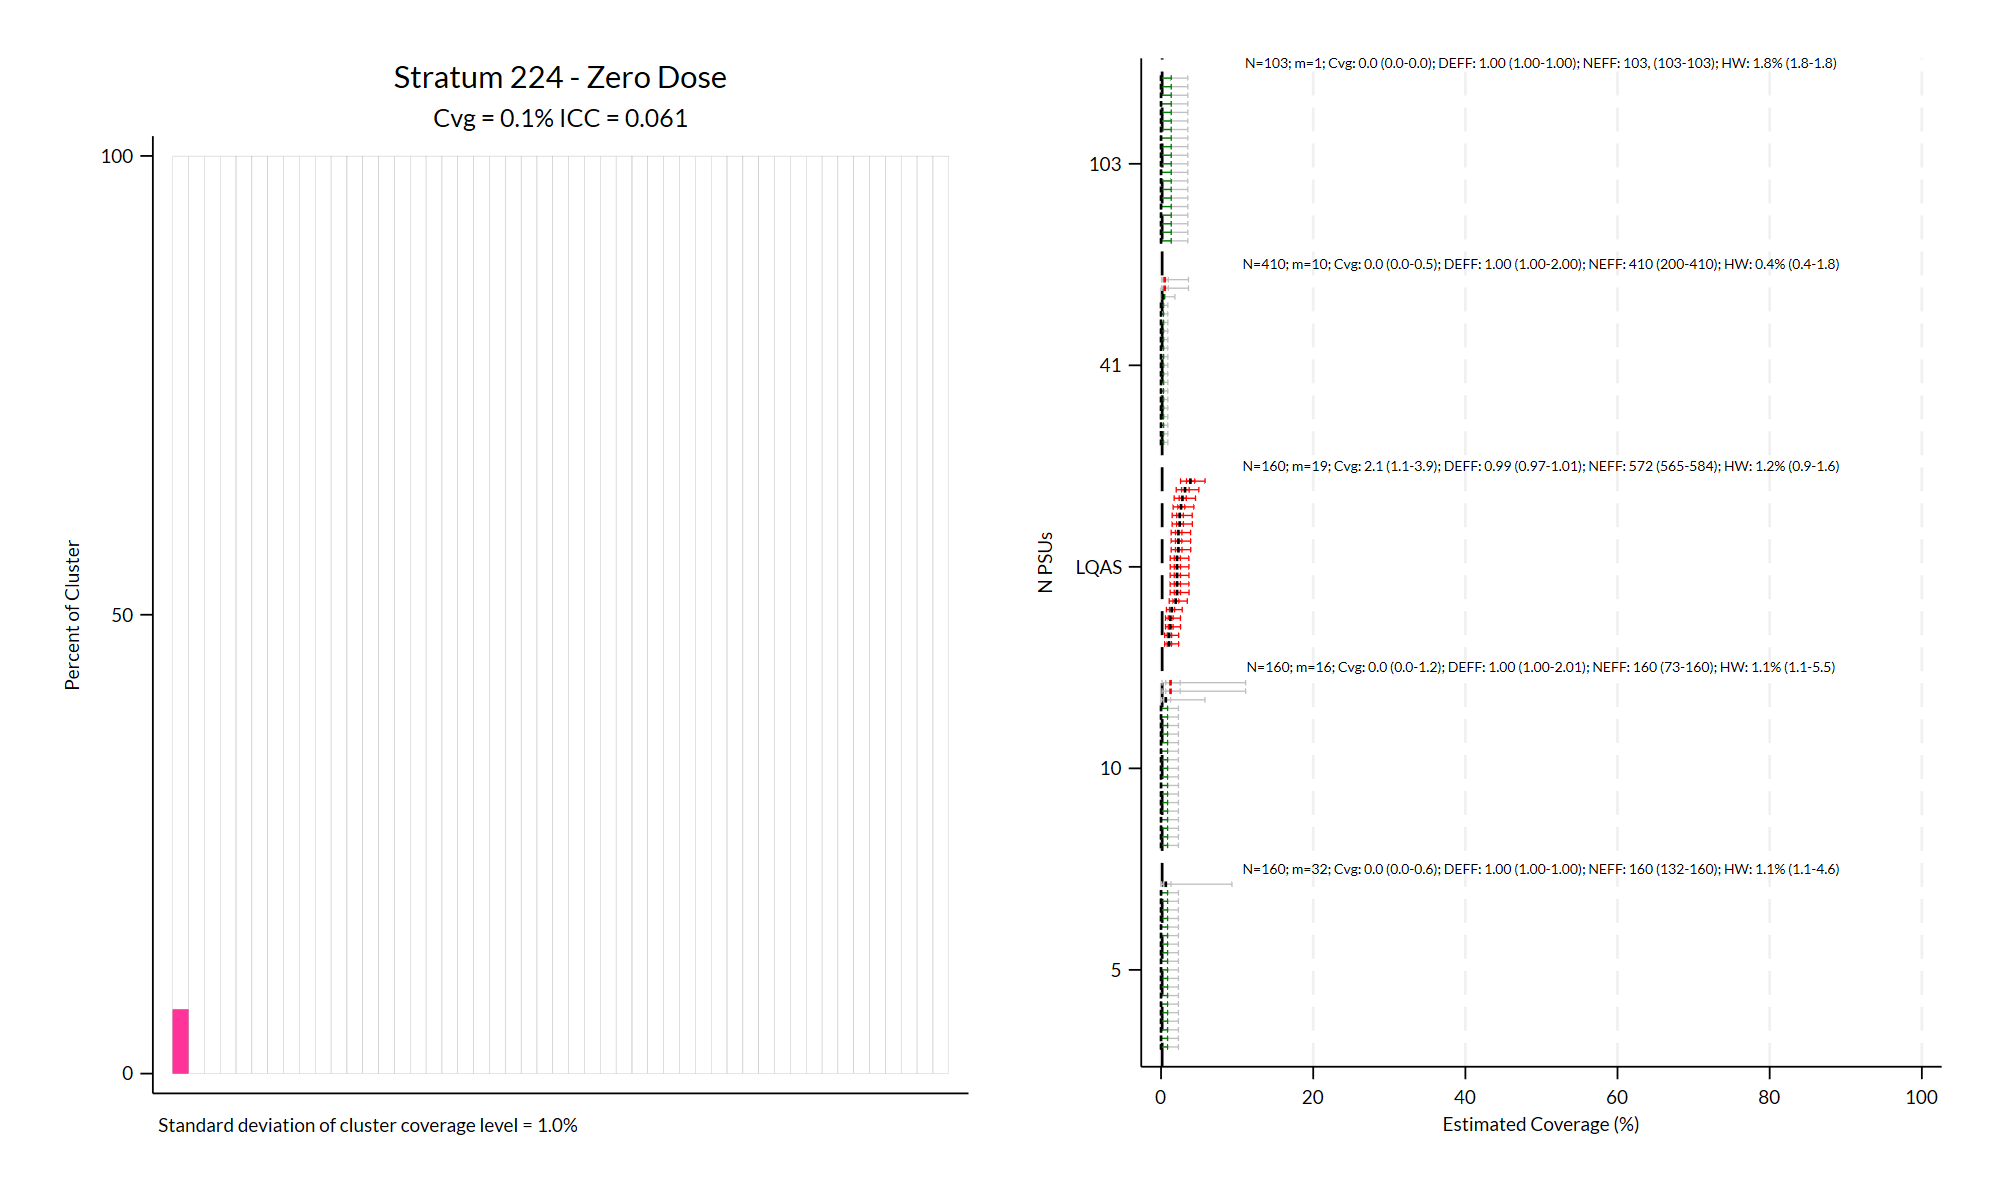 Stratum 224 - Zero Dose
Cvg = 0.1% ICC = 0.061
100
50
0
Percent of Cluster
Standard deviation of cluster coverage level = 1.0%
N=103; m=1; Cvg: 0.0 (0.0-0.0); DEFF: 1.00 (1.00-1.00); NEFF: 103, (103-103); HW: 1.8% (1.8-1.8)
103
N=410; m=10; Cvg: 0.0 (0.0-0.5); DEFF: 1.00 (1.00-2.00); NEFF: 410 (200-410); HW: 0.4% (0.4-1.8)
41
N=160; m=19; Cvg: 2.1 (1.1-3.9); DEFF: 0.99 (0.97-1.01); NEFF: 572 (565-584); HW: 1.2% (0.9-1.6)
LQAS
N PSUs
N=160; m=16; Cvg: 0.0 (0.0-1.2); DEFF: 1.00 (1.00-2.01); NEFF: 160 (73-160); HW: 1.1% (1.1-5.5)
10
N=160; m=32; Cvg: 0.0 (0.0-0.6); DEFF: 1.00 (1.00-1.00); NEFF: 160 (132-160); HW: 1.1% (1.1-4.6)
5
0 20 40 60 80 100
Estimated Coverage (%)